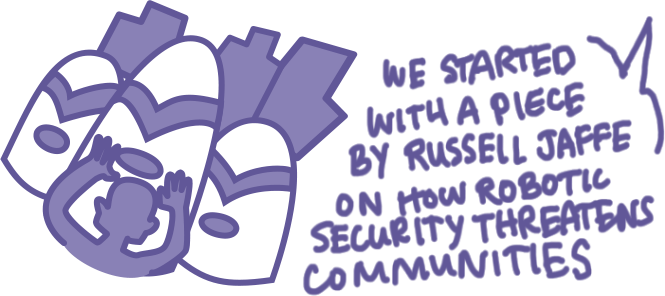 WE STARTED
WITH A PIECE
BY RUSSELL JAFFE
ON HOW ROBOTIC
SECURITY THREATENS
COMMUNITIES